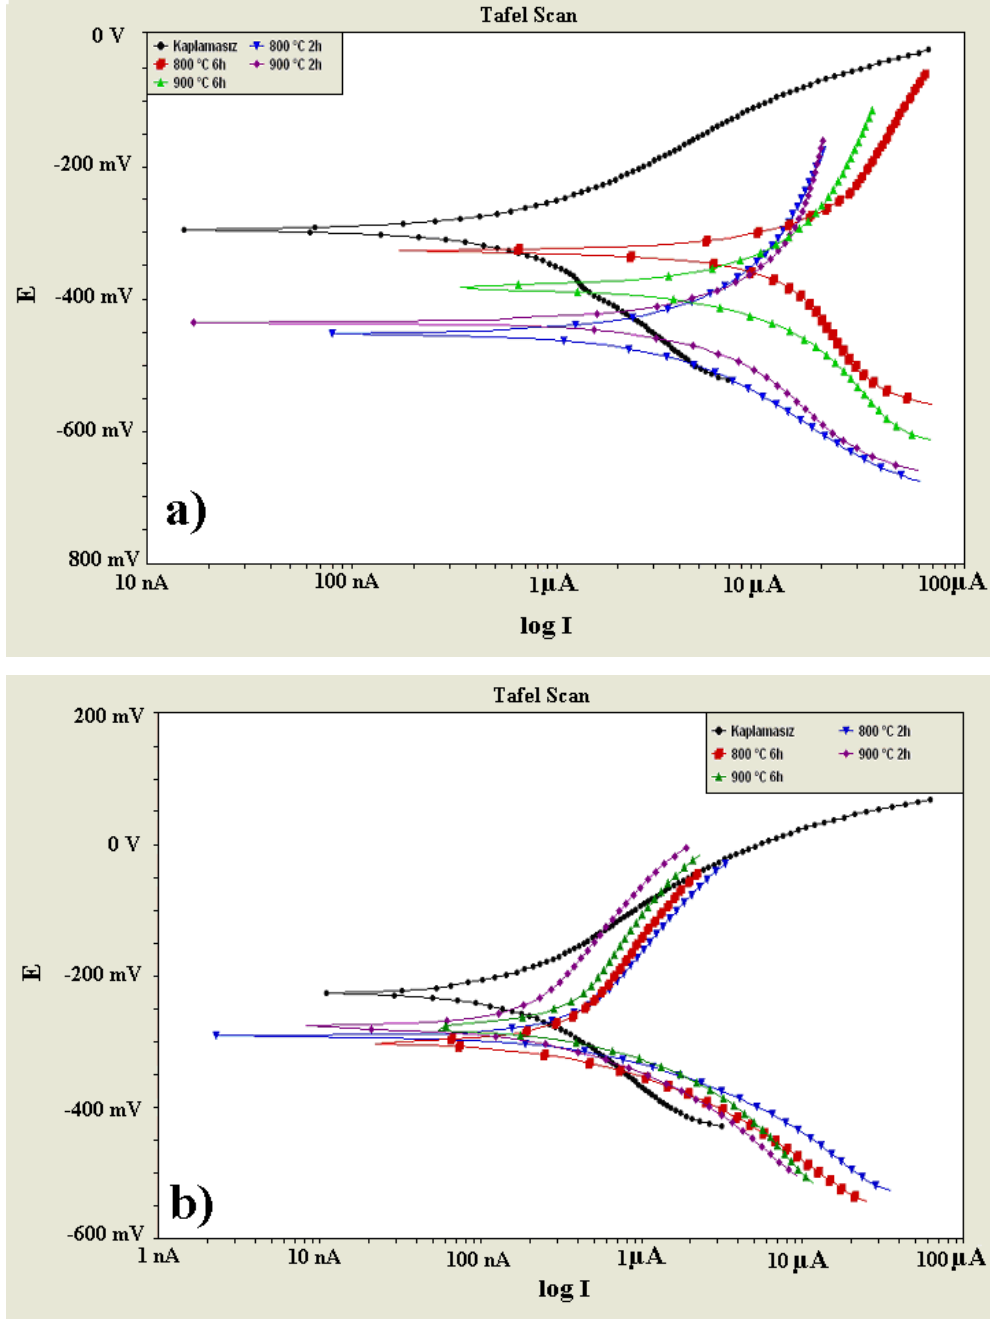 Tafel Scan
0 V
Kaplamasız 800 °C 2h
800 °C 6h 900 °C 2h
900 °C 6h
-200 mV
E
-400 mV
-600 mV
a)
800 mV
10 nA 100 nA 1µA 10 µA 100µA
log I
Tafel Scan
200 mV
Kaplamasız 800 °C 2h
800 °C 6h 900 °C 2h
900 °C 6h
0 V
-200 mV
E
-400 mV
b)
-600 mV
1 nA 10 nA 100 nA 1µA 10 µA 100µA
log I